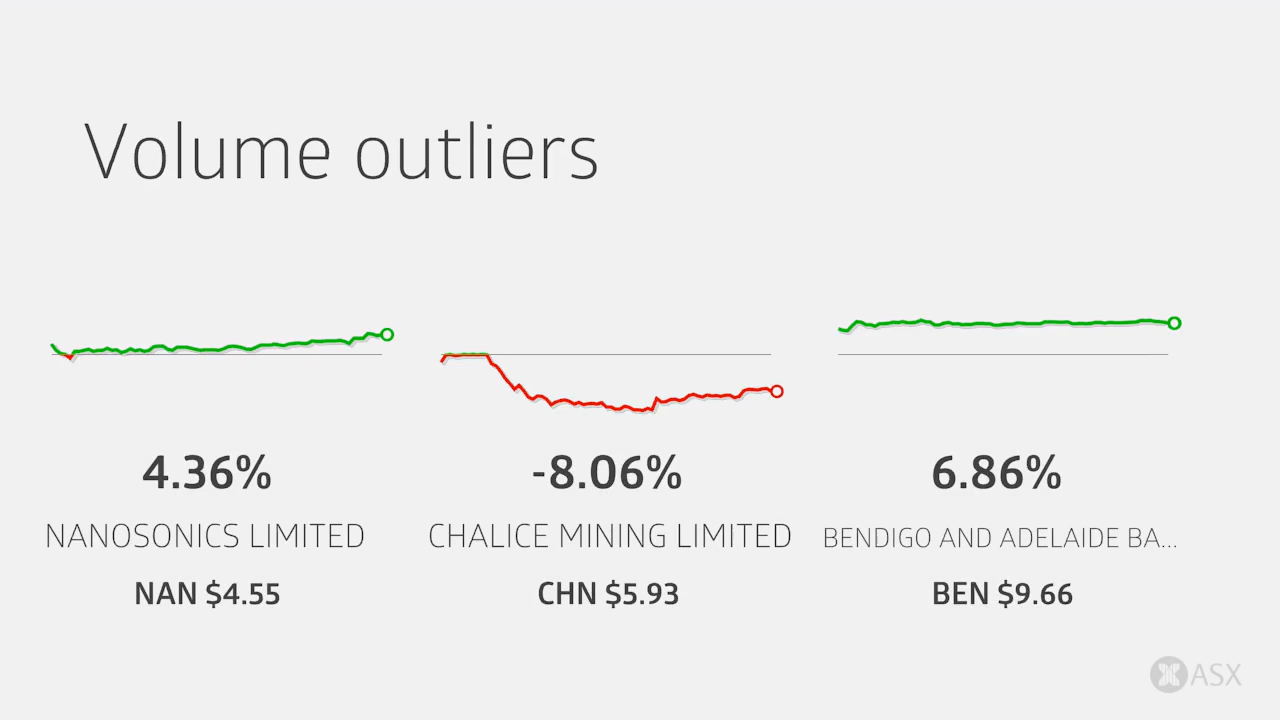 Volume outliers
4.36%
-8.06%
6.86%
NANOSONICS LIMITED
CHALICE MINING LIMITED
BENDIGO AND ADELAIDE BA...
NAN $4.55
CHN $5.93
BEN $9.66
ASX